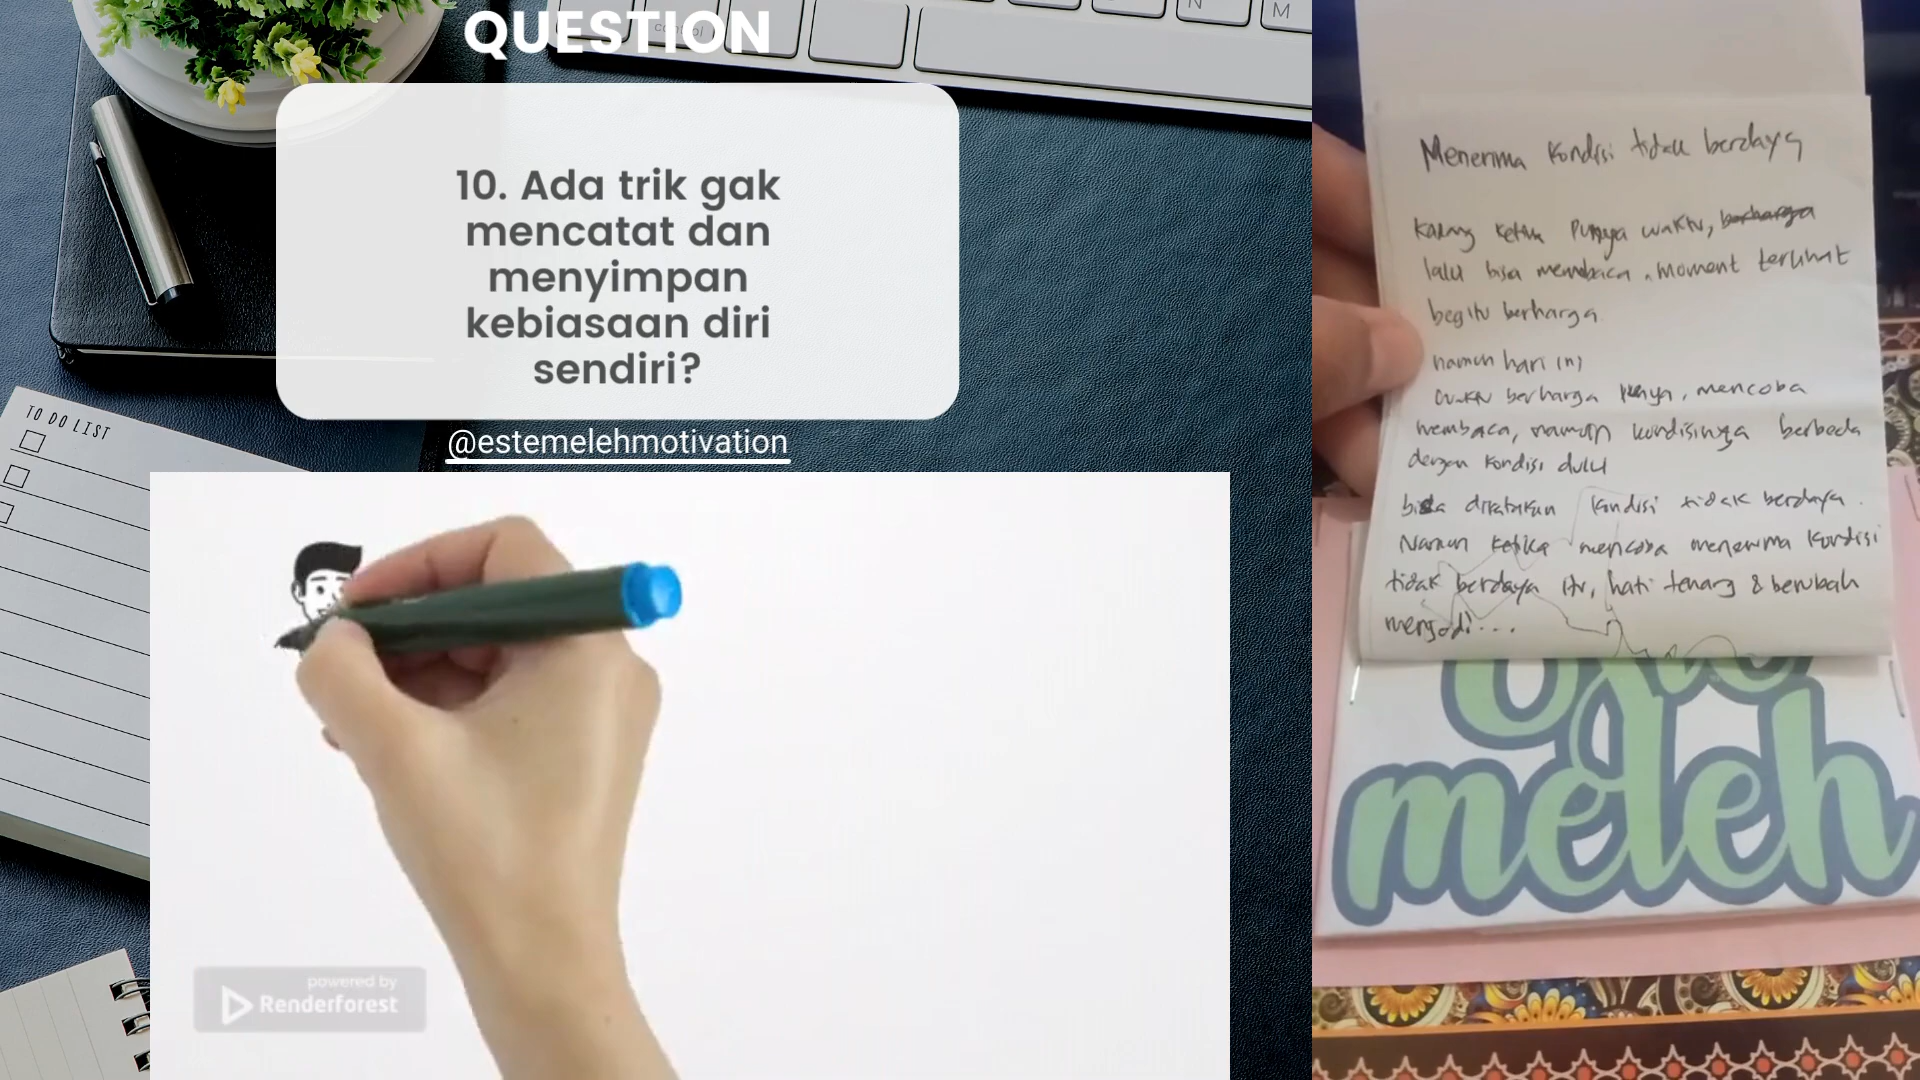 QUESTION
10. Ada trik gak
mencatat dan
menyimpan
kebiasaan diri
sendiri?
@estemelehmotivation
TO DO LIST
control
N
M
powered by
Renderforest
Menerima kondisi tidak berdaya
kadang ketika punya waktu, berharga
lalu bisa membaca, moment terlihat
begitu berharga
namun hari ini
waktu berharga punya, mencoba
membaca, namun kondisinya berbeda
dengan kondisi dulu
bisa dikatakan kondisi tidak berdaya.
Namun ketika mencoba menerima kondisi
tidak berdaya itu, hati tenang & berubah
menjadi...
meleh